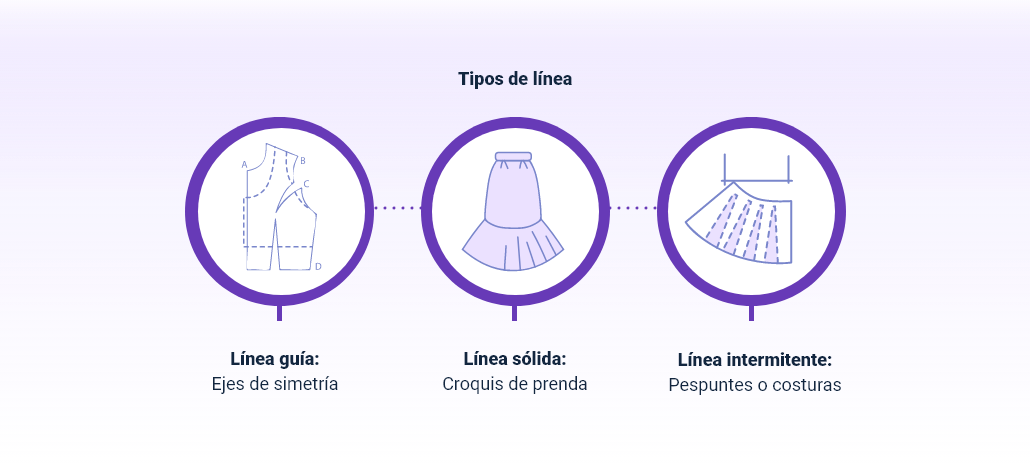 Tipos de línea
A
B
C
D
Línea guía:
Ejes de simetría
Línea sólida:
Croquis de prenda
Línea intermitente:
Pespuntes o costuras